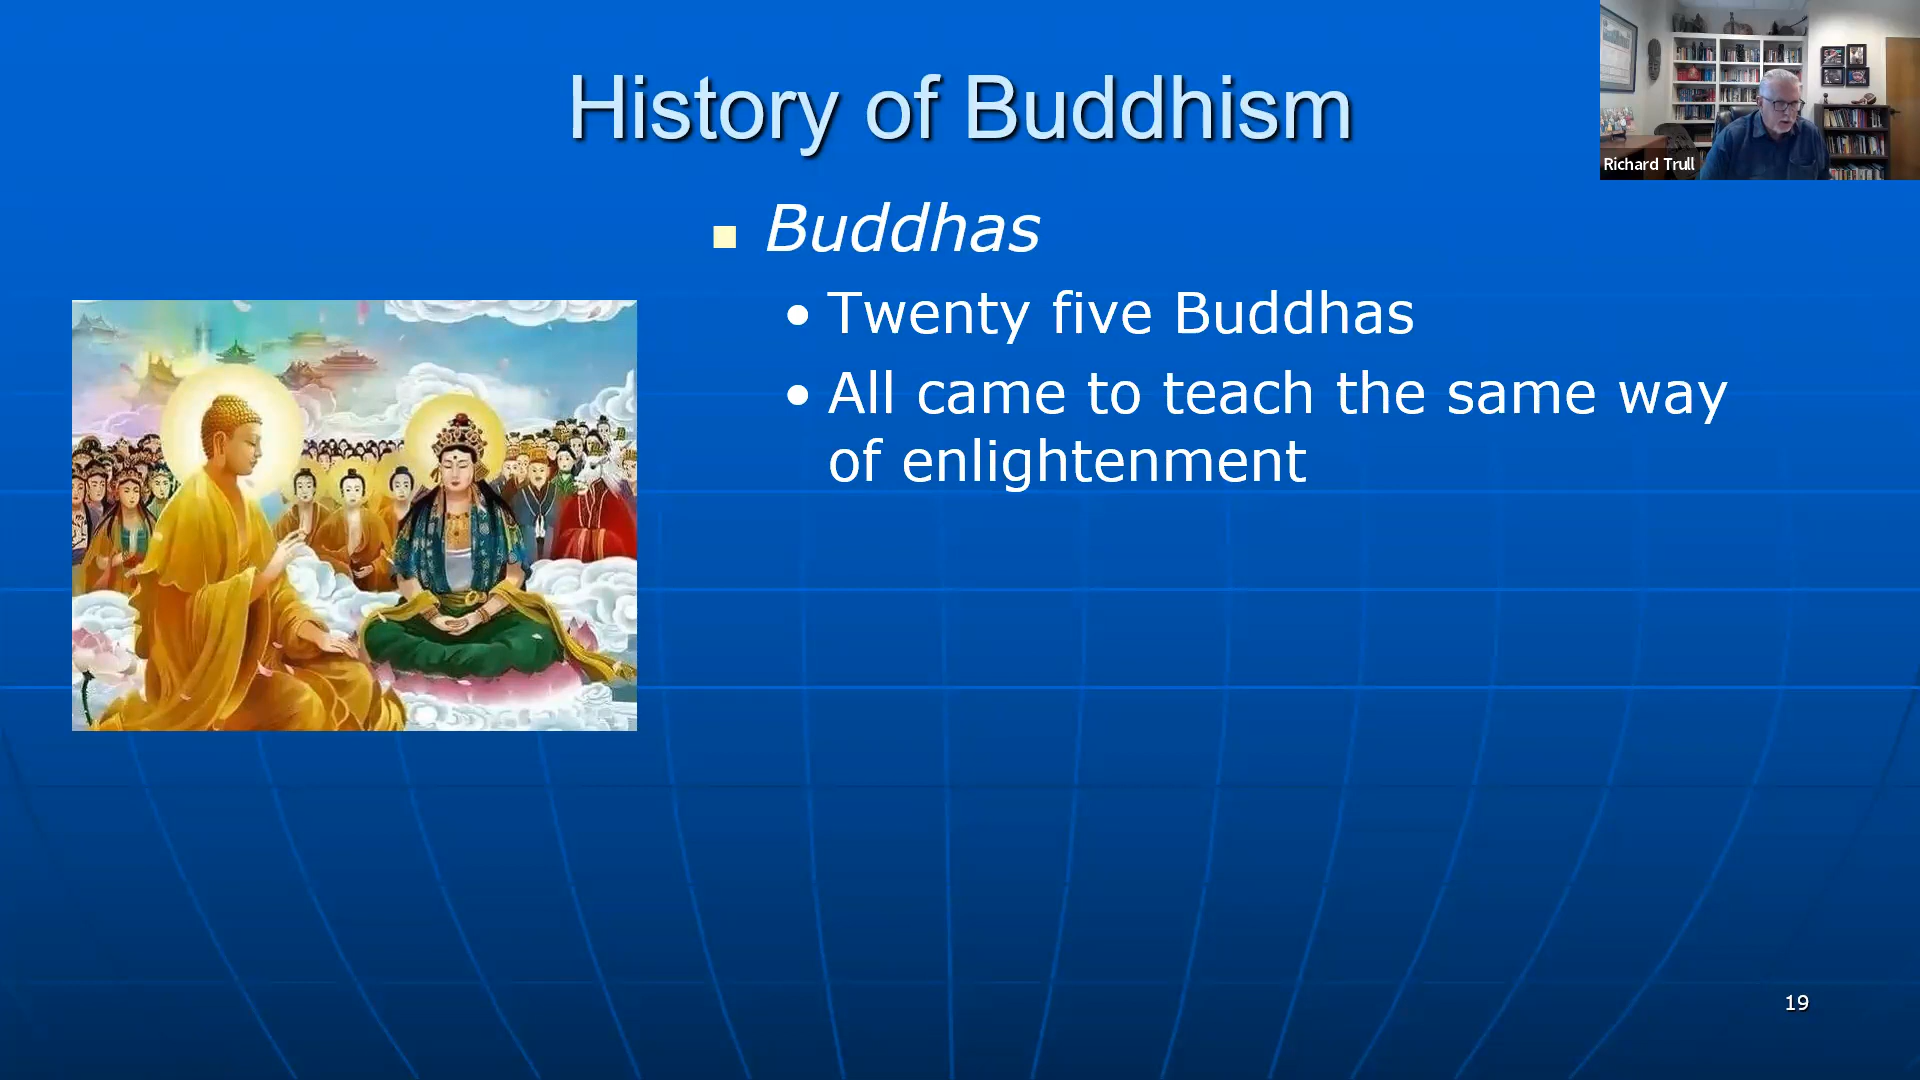 History of Buddhism
Richard Trull
Buddhas
Twenty five Buddhas
All came to teach the same way
of enlightenment
19